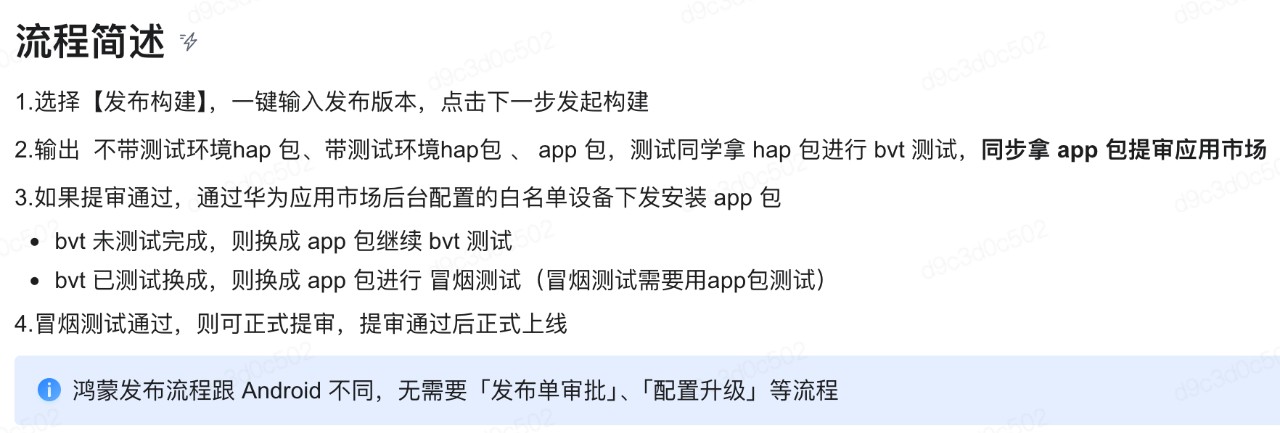 流程简述
1.选择【发布构建】，一键输入发布版本，点击下一步发起构建
2.输出 不带测试环境hap 包、带测试环境hap包 、 app 包，测试同学拿 hap 包进行 bvt 测试，同步拿 app 包提审应用市场
3.如果提审通过，通过华为应用市场后台配置的白名单设备下发安装 app 包
• bvt 未测试完成，则换成 app 包继续 bvt 测试
• bvt 已测试换成，则换成 app 包进行 冒烟测试（冒烟测试需要用app包测试）
4.冒烟测试通过，则可正式提审，提审通过后正式上线
鸿蒙发布流程跟 Android 不同，无需要「发布单审批」、「配置升级」等流程
d9c3d0c502